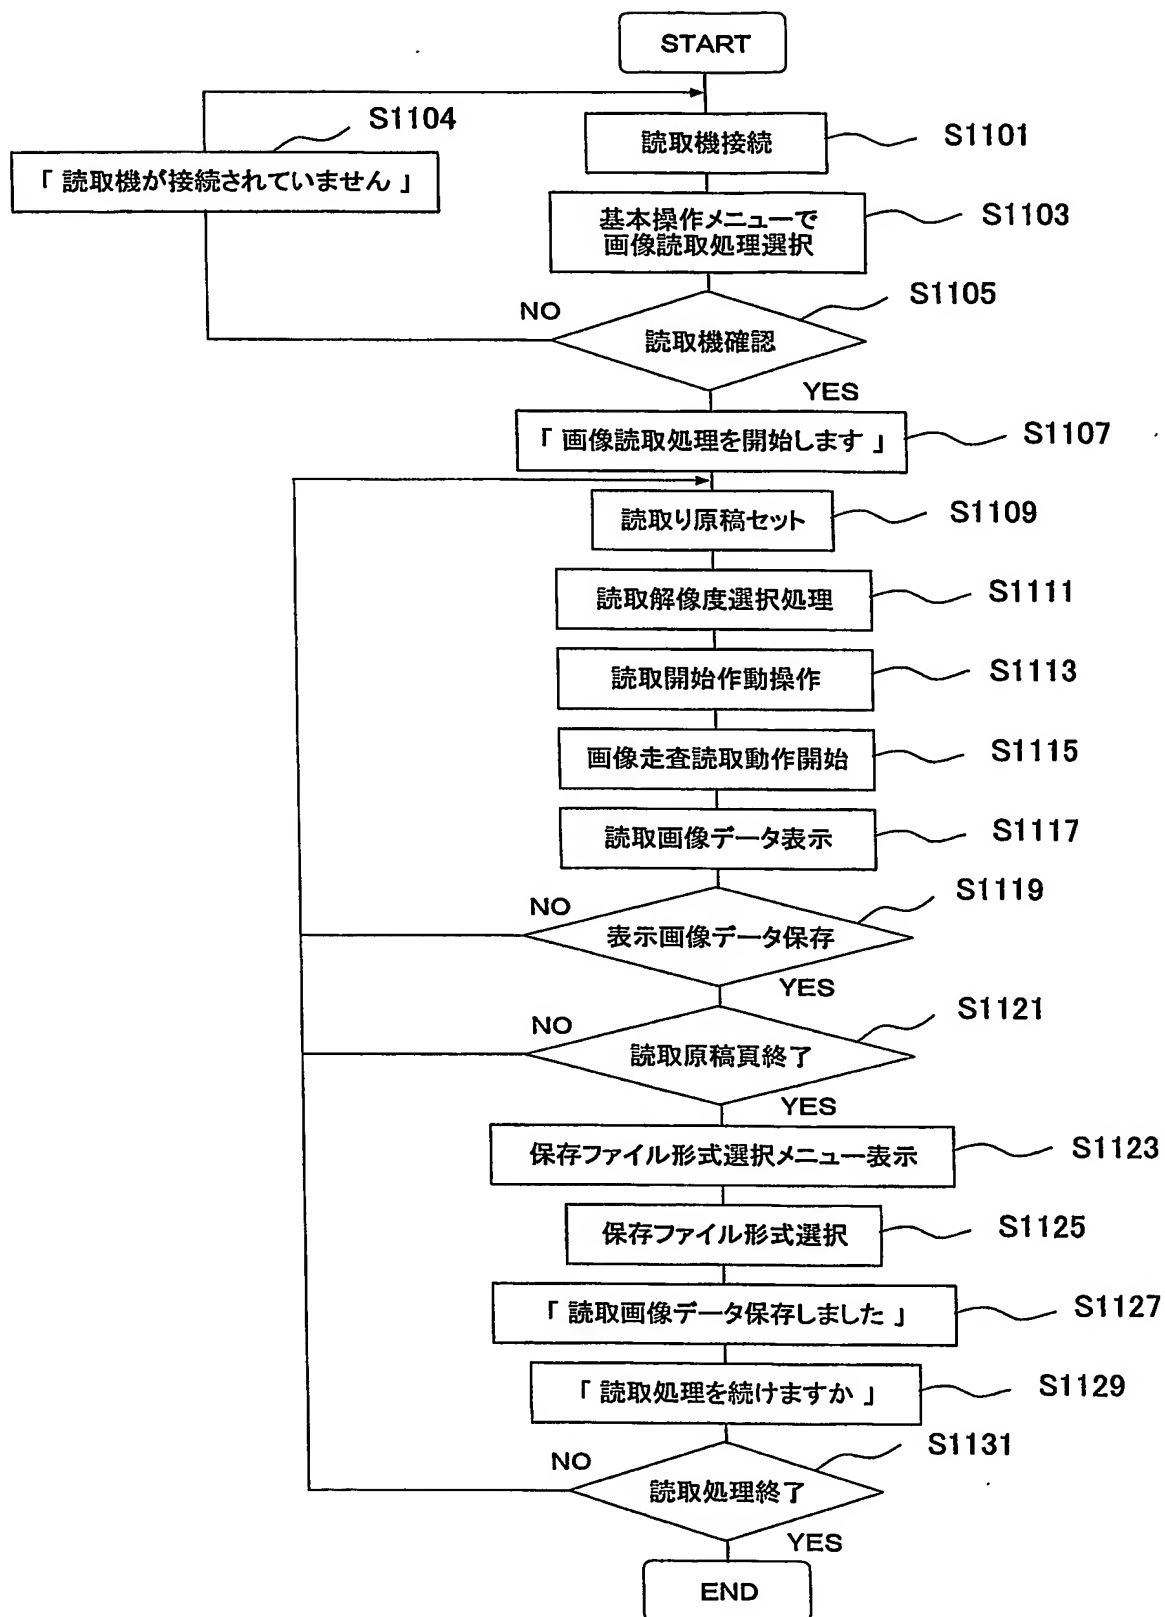 START
S1104
読取機接続
S1101
「 読取機が接続されていません 」
基本操作メニューで
画像読取処理選択
S1103
NO
S1105
読取機確認
YES
「 画像読取処理を開始します 」
S1107
読取り原稿セット
S1109
読取解像度選択処理
S1111
読取開始作動操作
S1113
画像走査読取動作開始
S1115
読取画像データ表示
S1117
NO
S1119
表示画像データ保存
YES
NO
S1121
読取原稿頁終了
YES
保存ファイル形式選択メニュー表示
S1123
保存ファイル形式選択
S1125
「 読取画像データ保存しました 」
S1127
「 読取処理を続けますか 」
S1129
NO
S1131
読取処理終了
YES
END